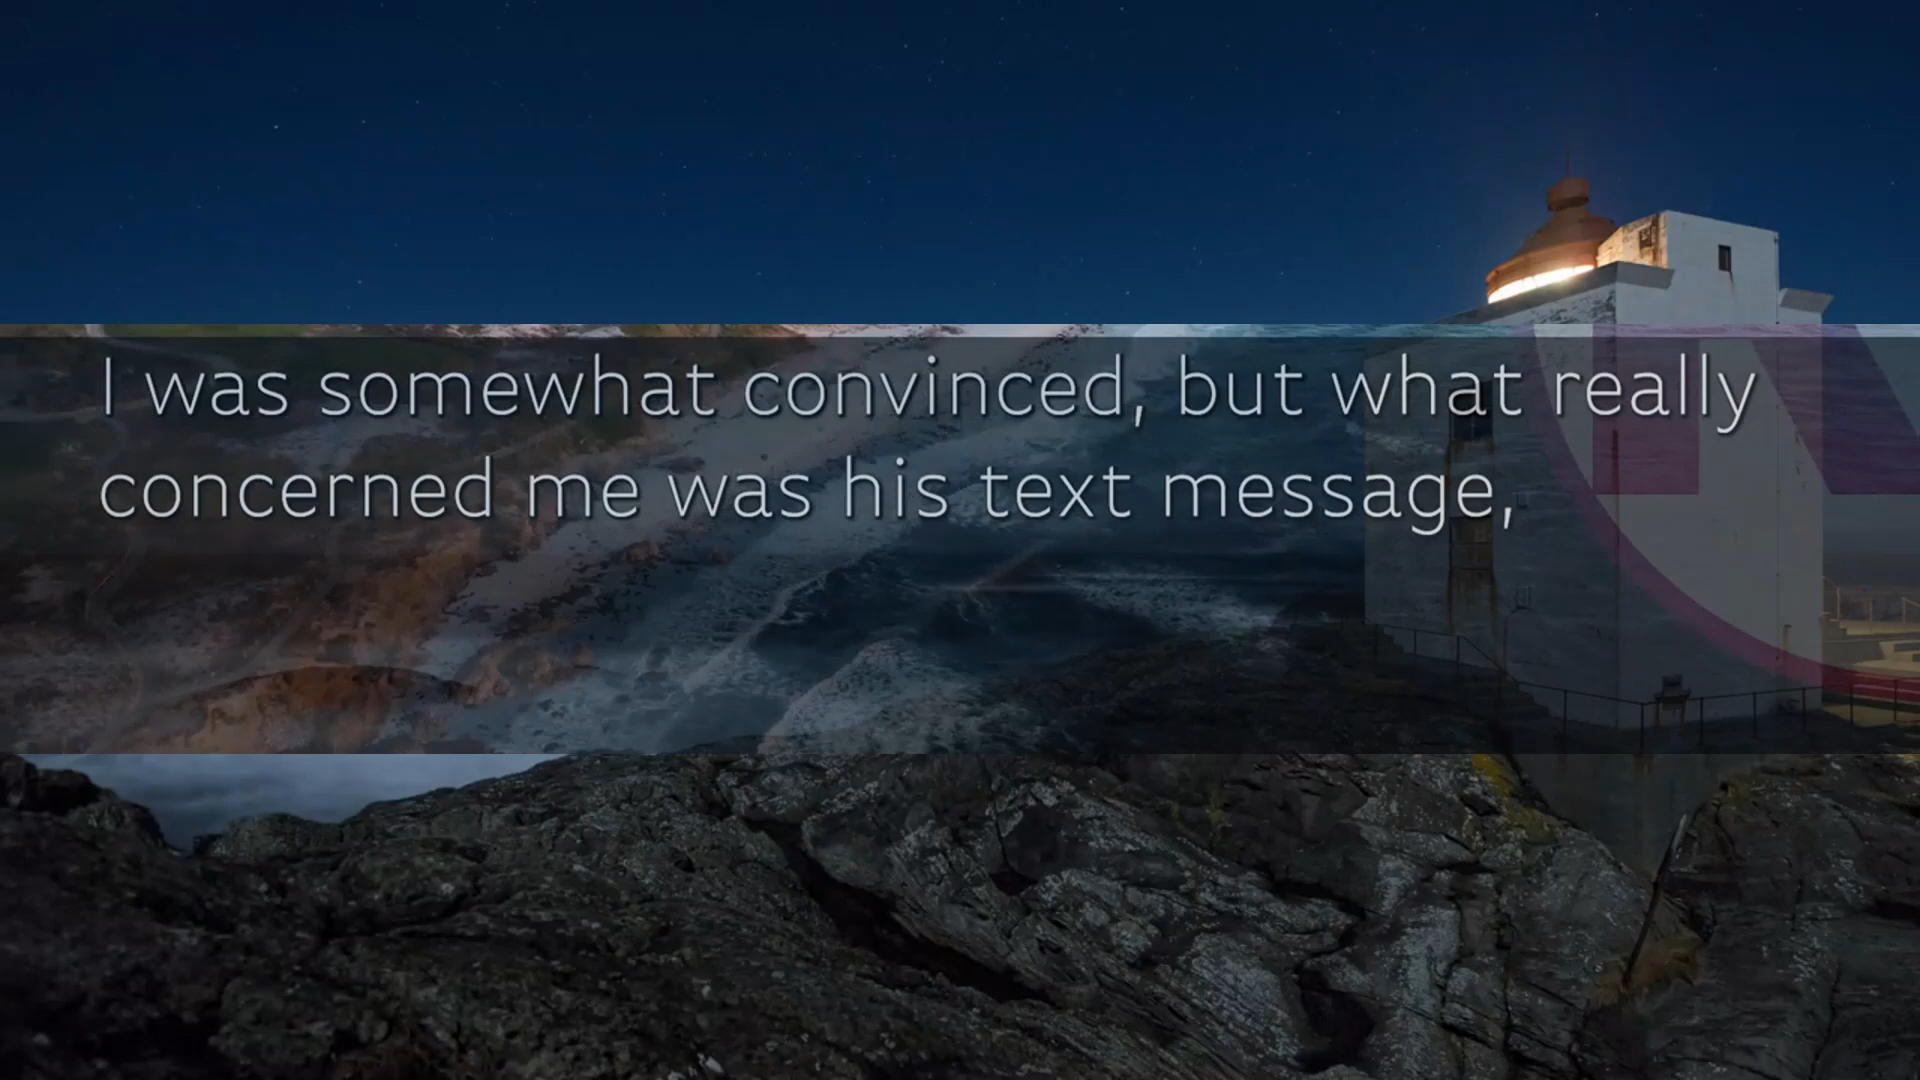 I was somewhat convinced, but what really
concerned me was his text message,